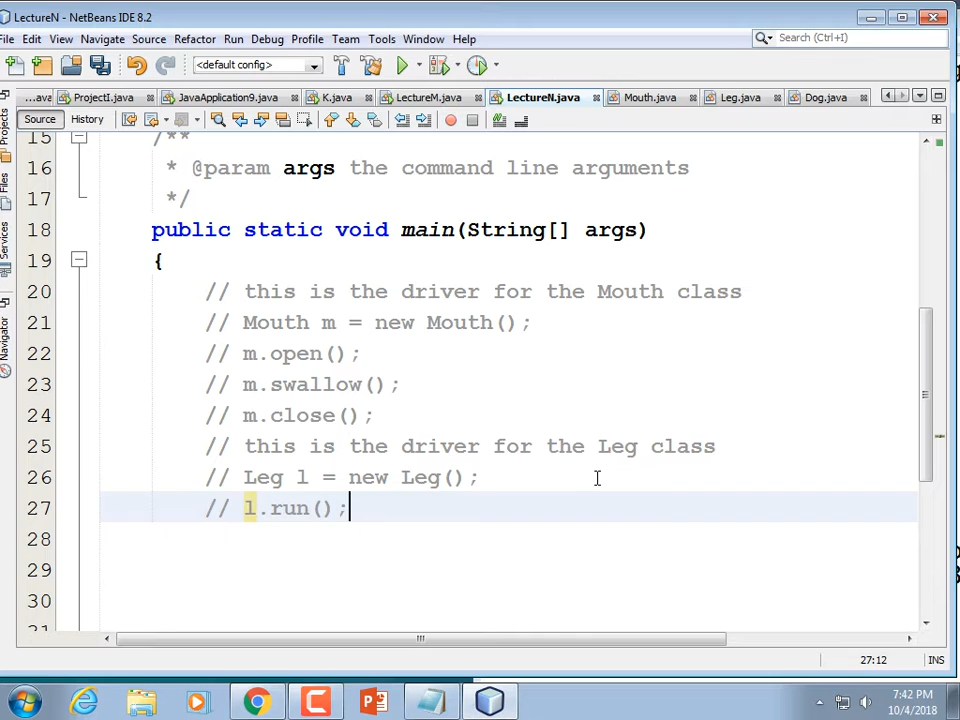 LectureN - NetBeans IDE 8.2
File Edit View Navigate Source Refactor Run Debug Profile Team Tools Window Help
Search (Ctrl+I)
<default config>
...ava ProjectI.java JavaApplication9.java K.java LectureM.java LectureN.java Mouth.java Leg.java Dog.java
Source History
Projects
Files
Services
Navigator
15 /**
16 * @param args the command line arguments
17 */
18 public static void main(String[] args)
19 {
20 // this is the driver for the Mouth class
21 // Mouth m = new Mouth();
22 // m.open();
23 // m.swallow();
24 // m.close();
25 // this is the driver for the Leg class
26 // Leg l = new Leg();
27 // l.run();
28
29
30
31
27:12 INS
7:42 PM
10/4/2018